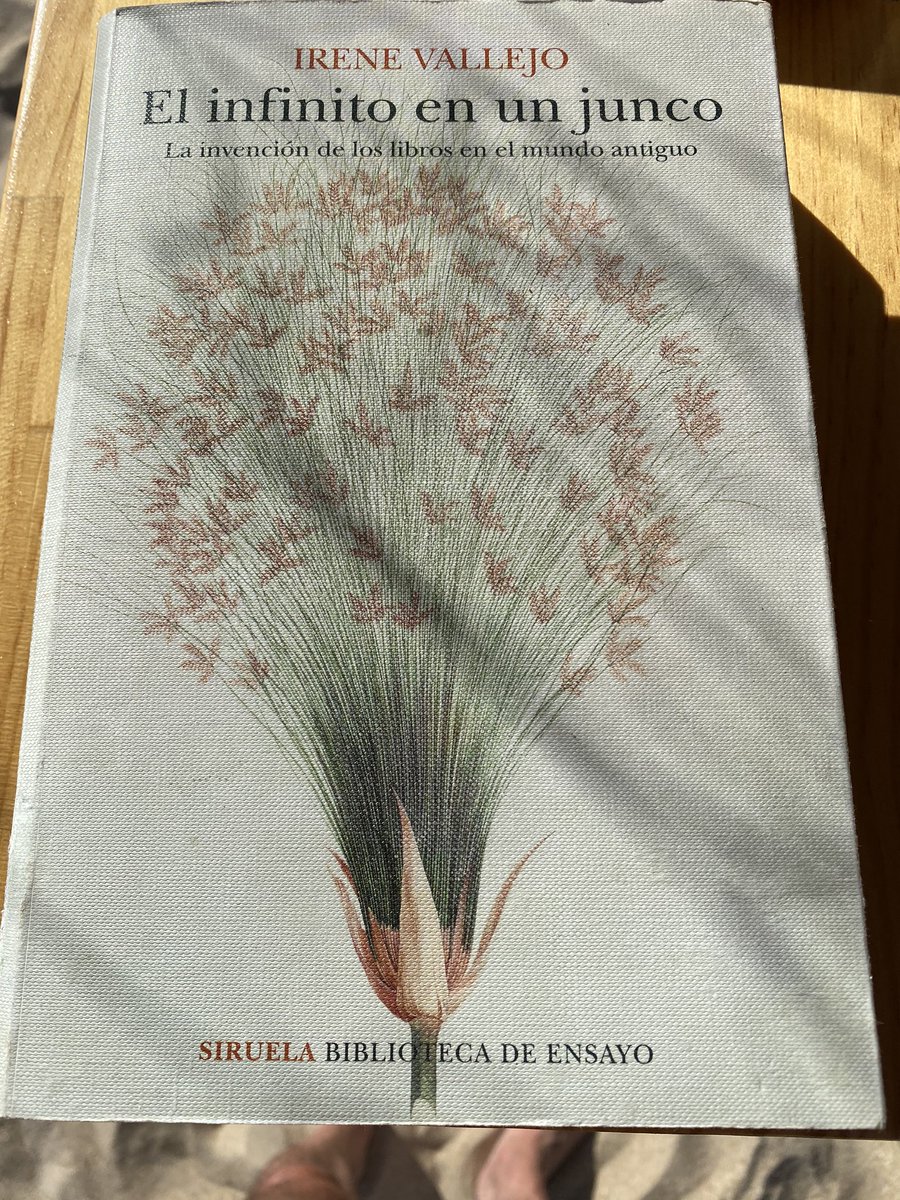 IRENE VALLEJO
El infinito en un junco
La invención de los libros en el mundo antiguo
SIRUELA BIBLIOTECA DE ENSAYO